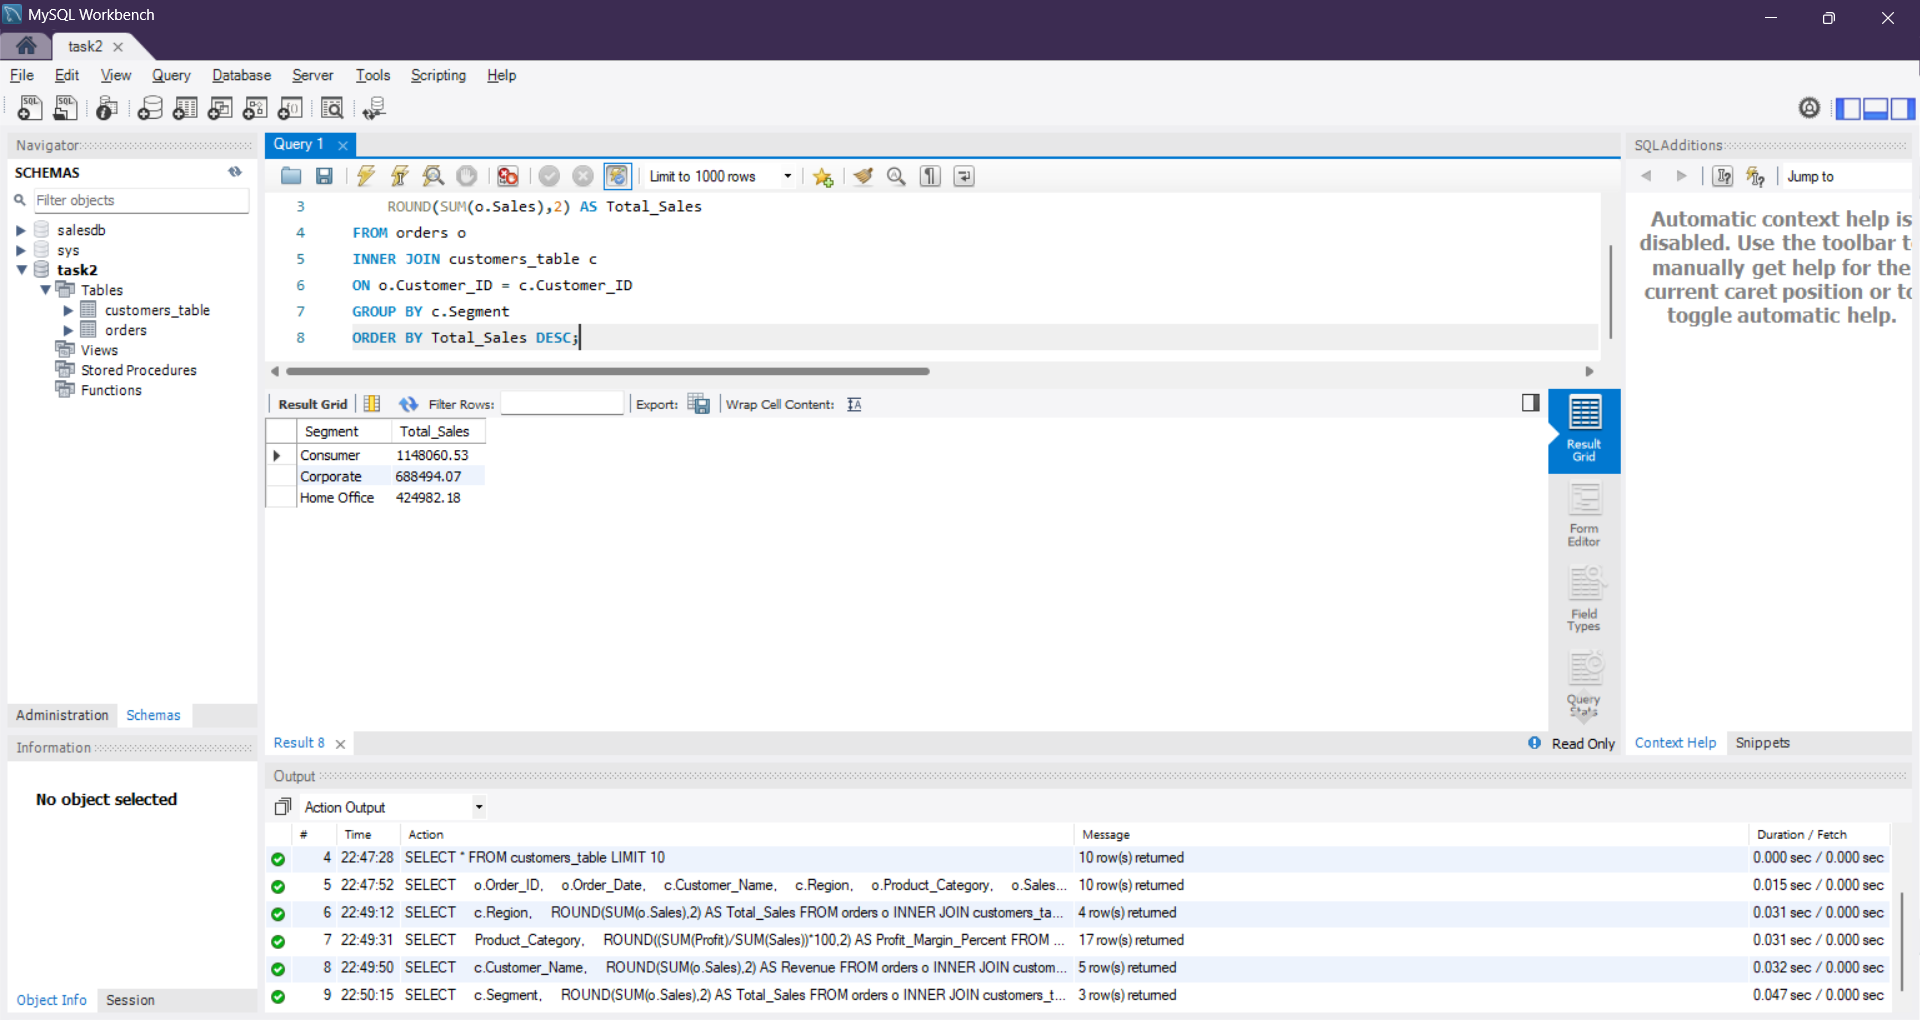 MySQL Workbench
task2
File Edit View Query Database Server Tools Scripting Help
Navigator
SCHEMAS
Filter objects
salesdb
sys
task2
Tables
customers_table
orders
Views
Stored Procedures
Functions
Administration Schemas
Information
No object selected
Object Info Session
Query 1
Limit to 1000 rows
3 ROUND(SUM(o.Sales),2) AS Total_Sales
4 FROM orders o
5 INNER JOIN customers_table c
6 ON o.Customer_ID = c.Customer_ID
7 GROUP BY c.Segment
8 ORDER BY Total_Sales DESC;
Result Grid Filter Rows: Export: Wrap Cell Content:
Segment Total_Sales
Consumer 1148060.53
Corporate 688494.07
Home Office 424982.18
Result
Grid
Form
Editor
Field
Types
Query
Stats
Result 8
Read Only
SQLAdditions
Jump to
Automatic context help is
disabled. Use the toolbar t
manually get help for the
current caret position or to
toggle automatic help.
Context Help Snippets
Output
Action Output
# Time Action Message Duration / Fetch
4 22:47:28 SELECT * FROM customers_table LIMIT 10 10 row(s) returned 0.000 sec / 0.000 sec
5 22:47:52 SELECT o.Order_ID, o.Order_Date, c.Customer_Name, c.Region, o.Product_Category, o.Sales... 10 row(s) returned 0.015 sec / 0.000 sec
6 22:49:12 SELECT c.Region, ROUND(SUM(o.Sales),2) AS Total_Sales FROM orders o INNER JOIN customers_ta... 4 row(s) returned 0.031 sec / 0.000 sec
7 22:49:31 SELECT Product_Category, ROUND((SUM(Profit)/SUM(Sales))*100,2) AS Profit_Margin_Percent FROM ... 17 row(s) returned 0.031 sec / 0.000 sec
8 22:49:50 SELECT c.Customer_Name, ROUND(SUM(o.Sales),2) AS Revenue FROM orders o INNER JOIN custom... 5 row(s) returned 0.032 sec / 0.000 sec
9 22:50:15 SELECT c.Segment, ROUND(SUM(o.Sales),2) AS Total_Sales FROM orders o INNER JOIN customers_t... 3 row(s) returned 0.047 sec / 0.000 sec